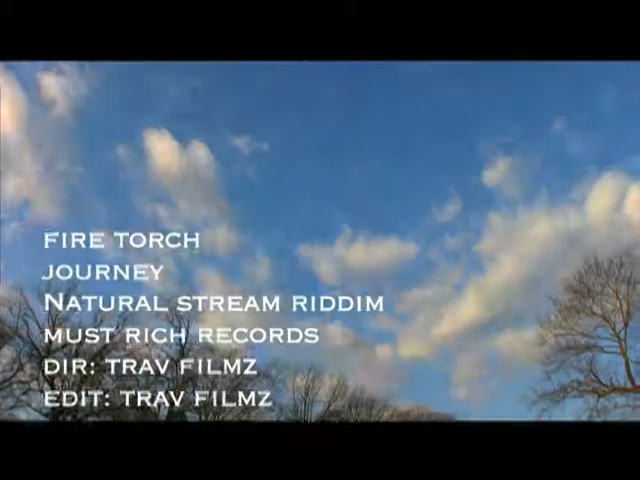 FIRE TORCH
JOURNEY
NATURAL STREAM RIDDIM
MUST RICH RECORDS
DIR: TRAV FILMZ
EDIT: TRAV FILMZ